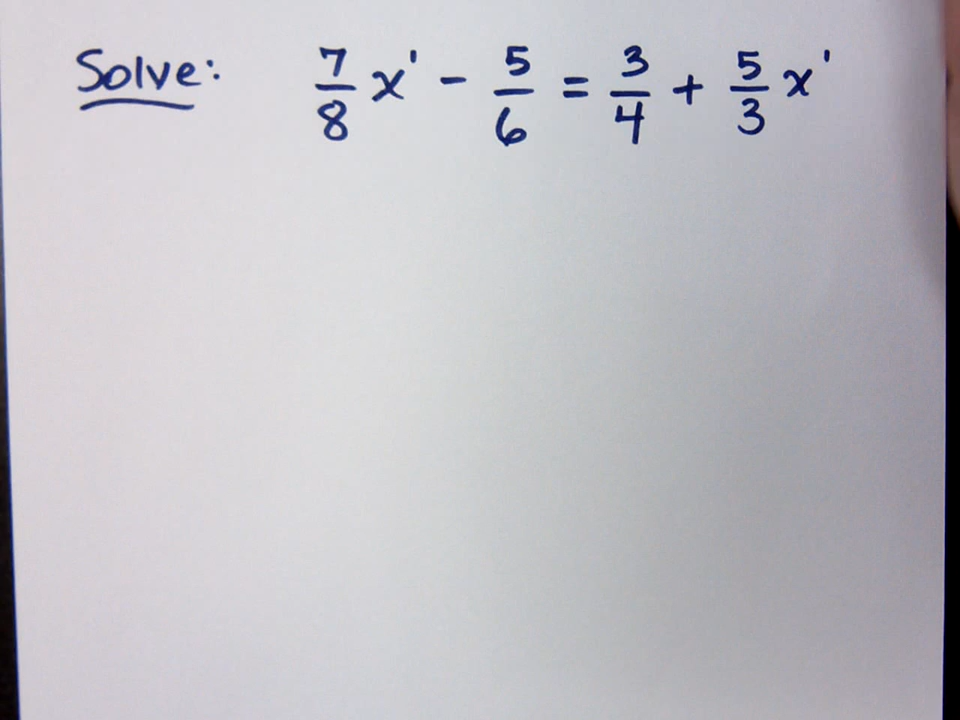 Solve: 7/8 x' - 5/6 = 3/4 + 5/3 x'